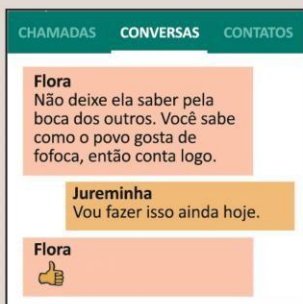 CHAMADAS CONVERSAS CONTATOS
Flora
Não deixe ela saber pela
boca dos outros. Você sabe
como o povo gosta de
fofoca, então conta logo.
Jureminha
Vou fazer isso ainda hoje.
Flora
👍